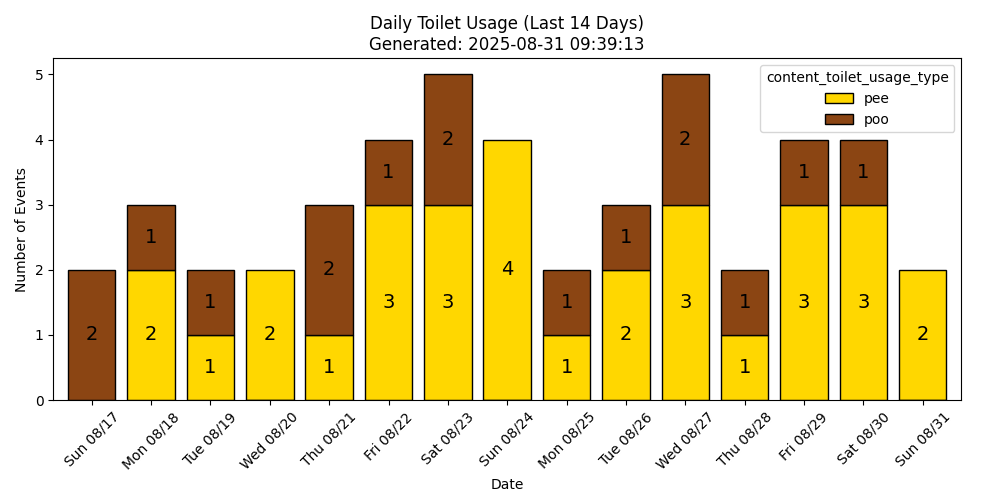 Daily Toilet Usage (Last 14 Days)
Generated: 2025-08-31 09:39:13
content_toilet_usage_type
pee
poo
Number of Events
5
4
3
2
1
0
2
2
1
1
1
2
1
2
3
1
3
2
4
1
1
2
1
3
2
1
1
3
1
3
1
2
Sun 08/17
Mon 08/18
Tue 08/19
Wed 08/20
Thu 08/21
Fri 08/22
Sat 08/23
Sun 08/24
Mon 08/25
Tue 08/26
Wed 08/27
Thu 08/28
Fri 08/29
Sat 08/30
Sun 08/31
Date